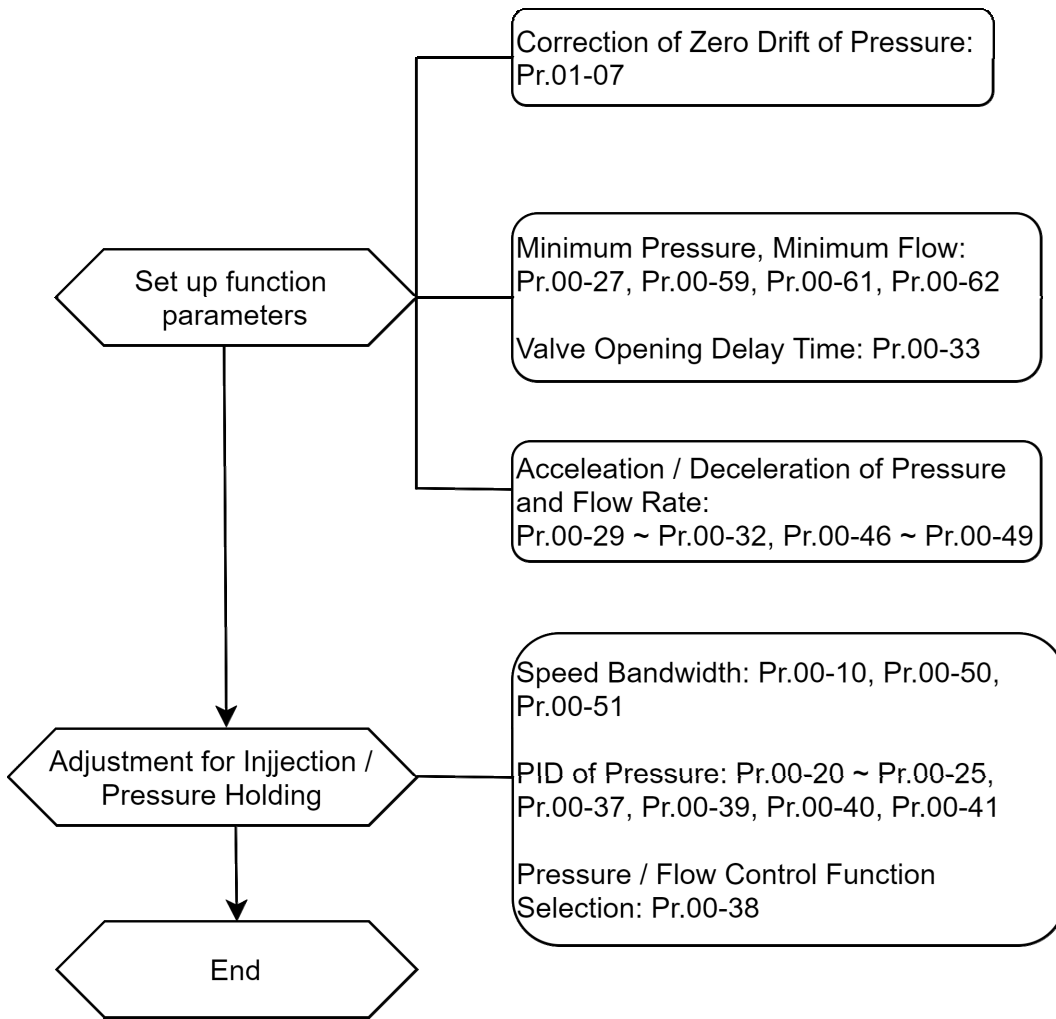 Correction of Zero Drift of Pressure:
Pr.01-07
Set up function
parameters
Minimum Pressure, Minimum Flow:
Pr.00-27, Pr.00-59, Pr.00-61, Pr.00-62
Valve Opening Delay Time: Pr.00-33
Acceleation / Deceleration of Pressure
and Flow Rate:
Pr.00-29 ~ Pr.00-32, Pr.00-46 ~ Pr.00-49
Adjustment for Injjection /
Pressure Holding
Speed Bandwidth: Pr.00-10, Pr.00-50,
Pr.00-51
PID of Pressure: Pr.00-20 ~ Pr.00-25,
Pr.00-37, Pr.00-39, Pr.00-40, Pr.00-41
Pressure / Flow Control Function
Selection: Pr.00-38
End